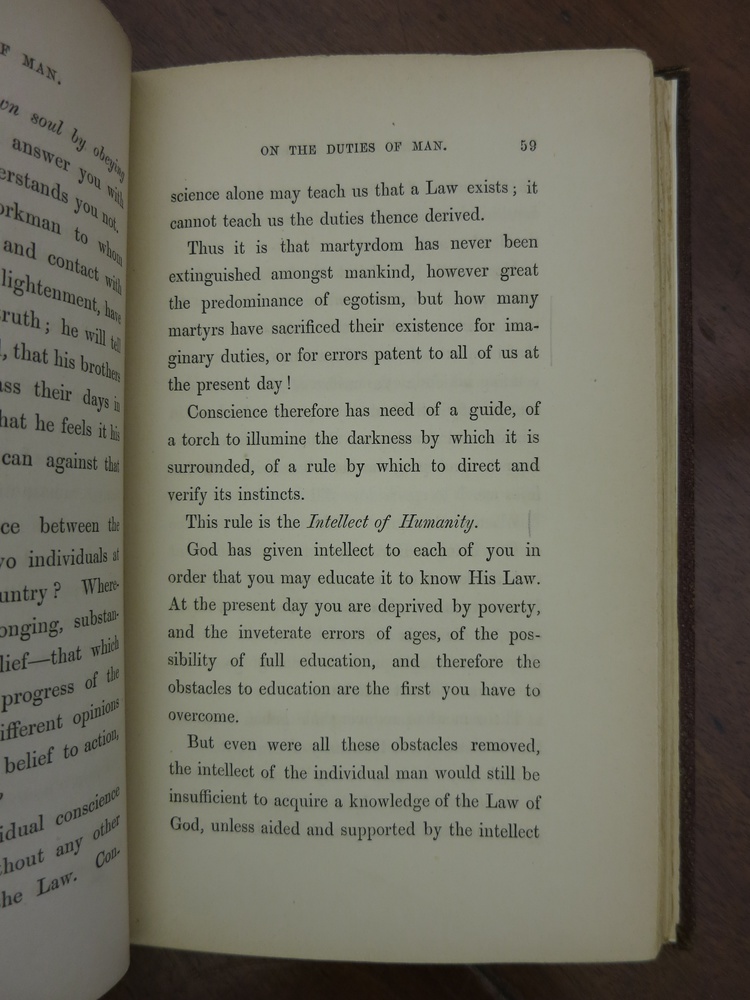 F MAN.
wn soul by obeying
answer you with
erstands you not,
orkman to whom
and contact with
lightenment, have
ruth; he will tell
, that his brothers
ass their days in
hat he feels it his
can against that
ce between the
vo individuals at
untry? Where-
onging, substan-
lief—that which
progress of the
ifferent opinions
belief to action,
?
idual conscience
thout any other
he Law. Con-
ON THE DUTIES OF MAN. 59
science alone may teach us that a Law exists; it
cannot teach us the duties thence derived.
Thus it is that martyrdom has never been
extinguished amongst mankind, however great
the predominance of egotism, but how many
martyrs have sacrificed their existence for ima-
ginary duties, or for errors patent to all of us at
the present day!
Conscience therefore has need of a guide, of
a torch to illumine the darkness by which it is
surrounded, of a rule by which to direct and
verify its instincts.
This rule is the Intellect of Humanity.
God has given intellect to each of you in
order that you may educate it to know His Law.
At the present day you are deprived by poverty,
and the inveterate errors of ages, of the pos-
sibility of full education, and therefore the
obstacles to education are the first you have to
overcome.
But even were all these obstacles removed,
the intellect of the individual man would still be
insufficient to acquire a knowledge of the Law of
God, unless aided and supported by the intellect